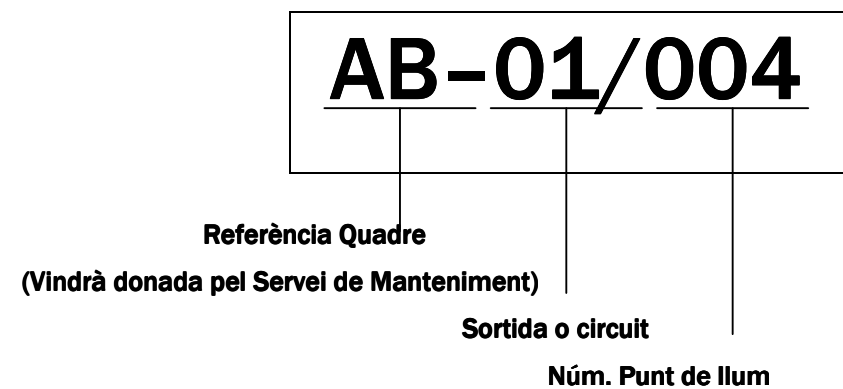 AB-01/004
Referència Quadre
(Vindrà donada pel Servei de Manteniment)
Sortida o circuit
Núm. Punt de llum